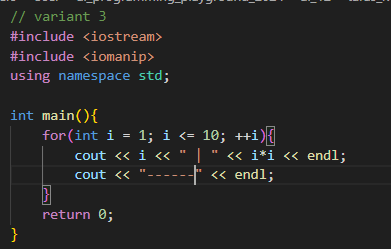 // variant 3
#include <iostream>
#include <iomanip>
using namespace std;

int main(){
    for(int i = 1; i <= 10; ++i){
        cout << i << " | " << i*i << endl;
        cout << "------" << endl;
    }
    return 0;
}